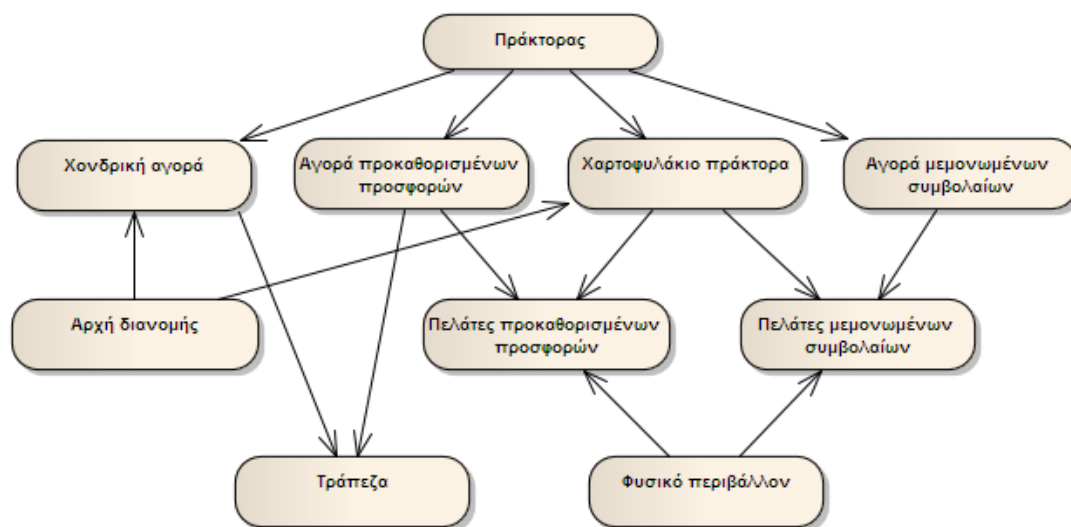 Πράκτορας
Χονδρική αγορά
Αγορά προκαθορισμένων
προσφορών
Χαρτοφυλάκιο πράκτορα
Αγορά μεμονωμένων
συμβολαίων
Αρχή διανομής
Πελάτες προκαθορισμένων
προσφορών
Πελάτες μεμονωμένων
συμβολαίων
Τράπεζα
Φυσικό περιβάλλον